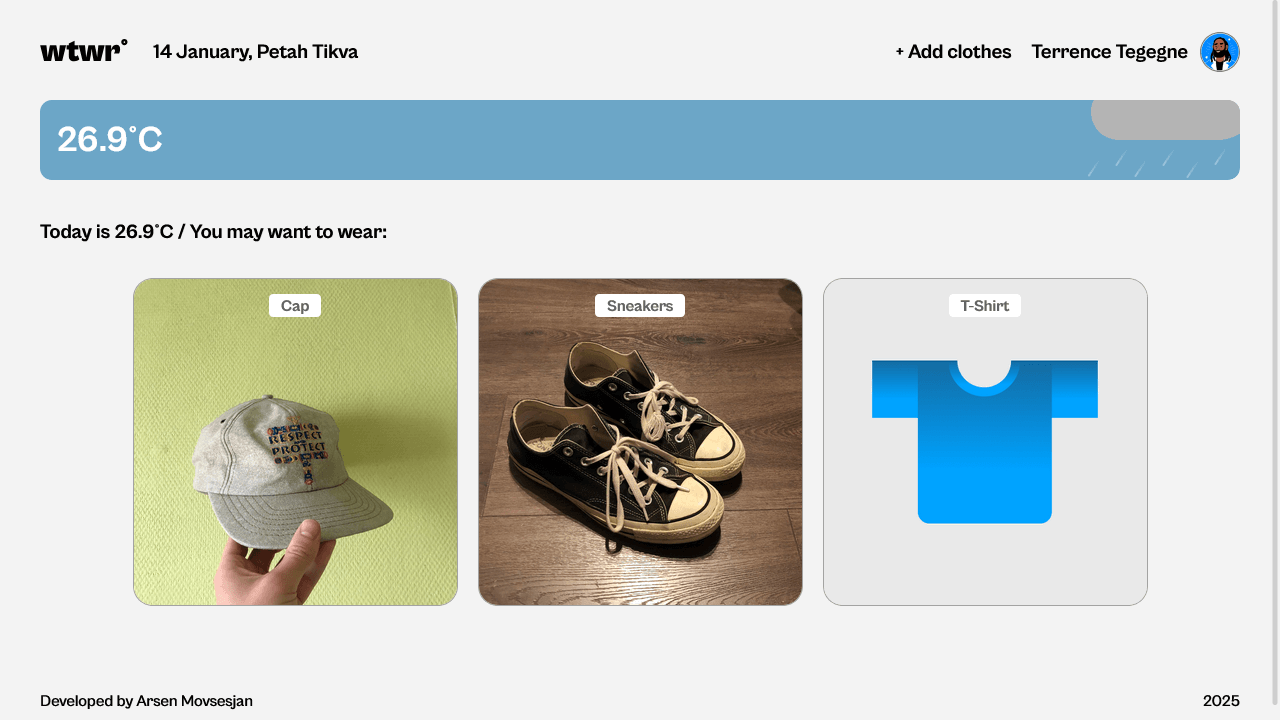 wtwr°
14 January, Petah Tikva
+ Add clothes
Terrence Tegegne
26.9°C
Today is 26.9°C / You may want to wear:
Cap
Sneakers
T-Shirt
RESPECT
PROTECT
Developed by Arsen Movsesjan
2025